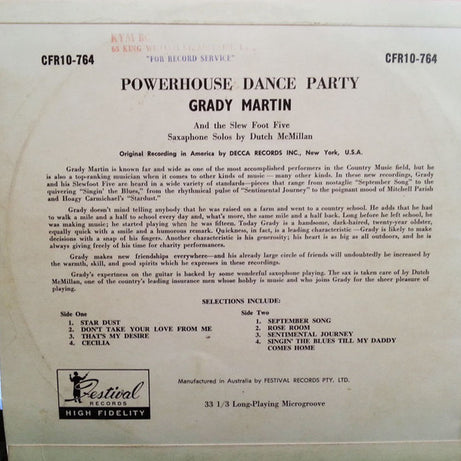 CFR10-764
KYM
"FOR RECORD SERVICE"
CFR10-764
POWERHOUSE DANCE PARTY
GRADY MARTIN
And the Slew Foot Five
Saxaphone Solos by Dutch McMillan
Original Recording in America by DECCA RECORDS INC., New York, U.S.A.
Grady Martin is known far and wide as one of the most accomplished performers in the Country Music field, but he
is also a top-ranking musician when it comes to other kinds of music — many other kinds. In these new recordings, Grady
and his Slewfoot Five are heard in a wide variety of standards—pieces that range from nostaglic "September Song" to the
quivering "Singin' the Blues," from the rhythmical pulse of "Sentimental Journey" to the poignant mood of Mitchell Parish
and Hoagy Carmichael's "Stardust."
Grady doesn't mind telling anybody that he was raised on a farm and went to a country school. He adds that he had
to walk a mile and a half to school every day and, what's more, the same mile and a half back. Long before he left school, he
was making music; he started playing when he was fifteen. Today Grady is a handsome, dark-haired, twenty-year oldster,
equally quick with a smile and a humorous remark. Quickness, in fact, is a leading characteristic—Grady is likely to make
decisions with a snap of his fingers. Another characteristic is his generosity; his heart is as big as all outdoors, and he is
always giving freely of his time for charity performances.
Grady makes new friendships everywhere—and his already large circle of friends will undoubtedly be increased by
the warmth, skill, and good spirits which he expresses in these recordings.
Grady's expertness on the guitar is backed by some wonderful saxophone playing. The sax is taken care of by Dutch
McMillan, one of the country's leading insurance men whose hobby is music and who joins Grady for the sheer pleasure of
playing.
SELECTIONS INCLUDE:
Side One
1. STAR DUST
2. DON'T TAKE YOUR LOVE FROM ME
3. THAT'S MY DESIRE
4. CECILIA
Side Two
1. SEPTEMBER SONG
2. ROSE ROOM
3. SENTIMENTAL JOURNEY
4. SINGIN' THE BLUES TILL MY DADDY
COMES HOME
Festival
RECORDS
HIGH FIDELITY
Manufactured in Australia by FESTIVAL RECORDS PTY. LTD.
33 1/3 Long-Playing Microgroove